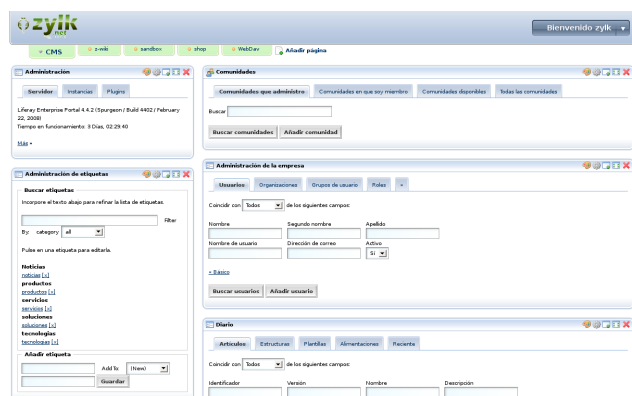 zylk
net
Bienvenido zylk
CMS
z-wiki
sandbox
shop
WebDav
Añadir página
Administración
Servidor Instancias Plugins
Liferay Enterprise Portal 4.4.2 (Spurgeon / Build 4402 / February
22, 2008)
Tiempo en funcionamiento: 3 Días, 02:29:40
Más
Administración de etiquetas
Buscar etiquetas
Incorpore el texto abajo para refinar la lista de etiquetas.
Filter
By: category all
Pulse en una etiqueta para editarla.
Noticias
noticias [x]
productos
productos [x]
servicios
servicios [x]
soluciones
soluciones [x]
tecnologias
tecnologias [x]
Añadir etiqueta
Add To: (New)
Guardar
Comunidades
Comunidades que administro Comunidades en que soy miembro Comunidades disponibles Todas las comunidades
Buscar
Buscar comunidades Añadir comunidad
Administración de la empresa
Usuarios Organizaciones Grupos de usuario Roles »
Coincidir con Todos de los siguientes campos:
Nombre Segundo nombre Apellido
Nombre de usuario Dirección de correo Activo
Sí
« Básico
Buscar usuarios Añadir usuario
Diario
Artículos Estructuras Plantillas Alimentaciones Reciente
Coincidir con Todos de los siguientes campos:
Identificador Versión Nombre Descripción